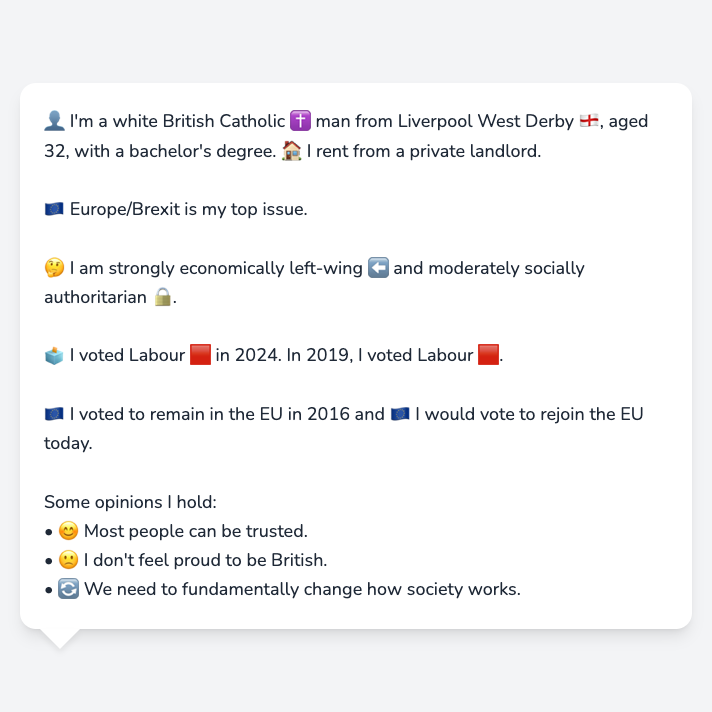 👤 I'm a white British Catholic ✝️ man from Liverpool West Derby 🏴󠁧󠁢󠁥󠁮󠁧󠁿, aged
32, with a bachelor's degree. 🏠 I rent from a private landlord.
🇪🇺 Europe/Brexit is my top issue.
🤔 I am strongly economically left-wing ⬅️ and moderately socially
authoritarian 🔒.
🗳️ I voted Labour 🟥 in 2024. In 2019, I voted Labour 🟥.
🇪🇺 I voted to remain in the EU in 2016 and 🇪🇺 I would vote to rejoin the EU
today.
Some opinions I hold:
• 😊 Most people can be trusted.
• 🙁 I don't feel proud to be British.
• 🔄 We need to fundamentally change how society works.